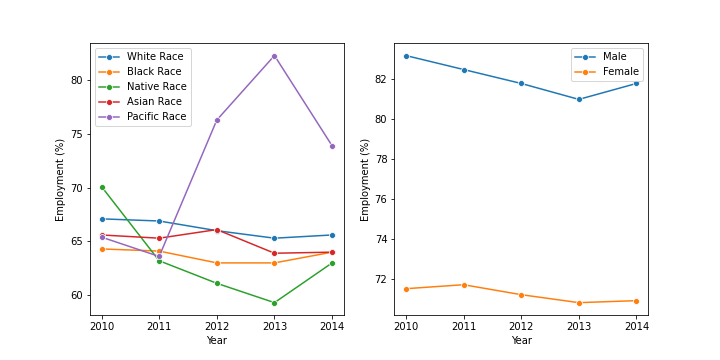 White Race
Black Race
Native Race
Asian Race
Pacific Race
Employment (%)
80
75
70
65
60
2010 2011 2012 2013 2014
Year
Male
Female
Employment (%)
82
80
78
76
74
72
2010 2011 2012 2013 2014
Year